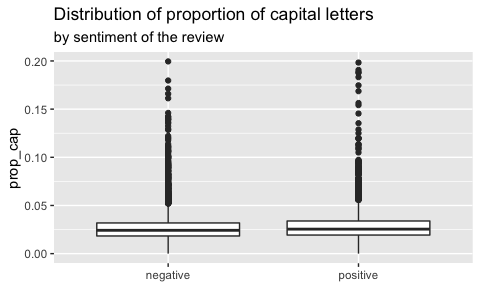 Distribution of proportion of capital letters
by sentiment of the review
prop_cap
0.20
0.15
0.10
0.05
0.00
negative
positive